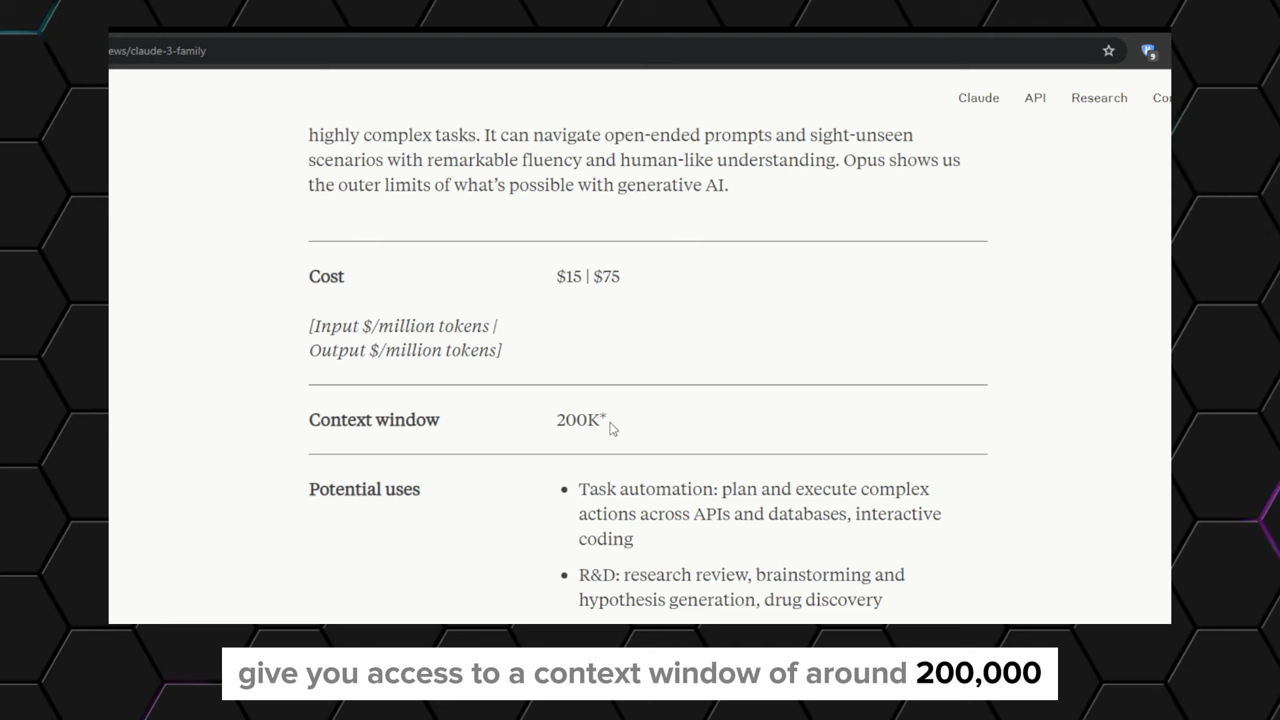 ews/claude-3-family
9
Claude API Research Co
highly complex tasks. It can navigate open-ended prompts and sight-unseen
scenarios with remarkable fluency and human-like understanding. Opus shows us
the outer limits of what’s possible with generative AI.
Cost $15 | $75
[Input $/million tokens |
Output $/million tokens]
Context window 200K*
Potential uses • Task automation: plan and execute complex
actions across APIs and databases, interactive
coding
• R&D: research review, brainstorming and
hypothesis generation, drug discovery
give you access to a context window of around 200,000